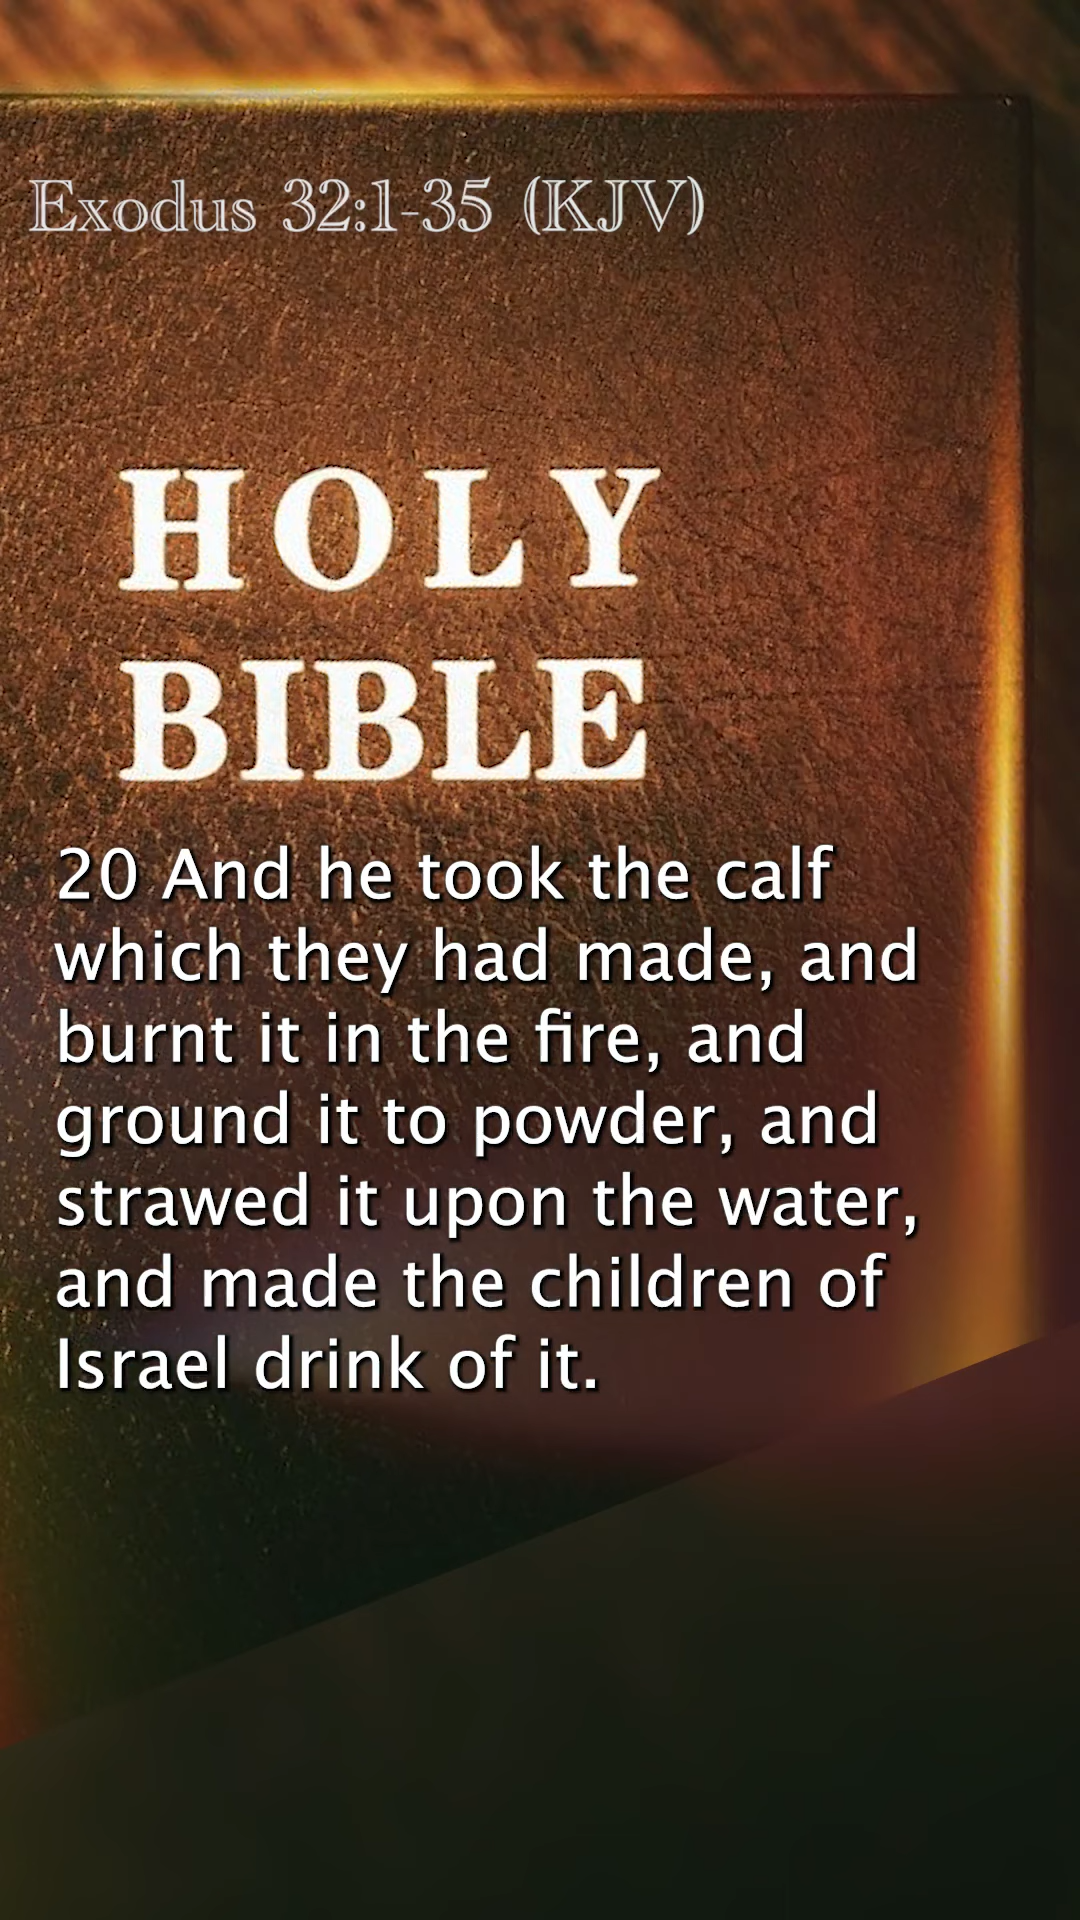 Exodus 32:1-35 (KJV)
HOLY
BIBLE
20 And he took the calf
which they had made, and
burnt it in the fire, and
ground it to powder, and
strawed it upon the water,
and made the children of
Israel drink of it.